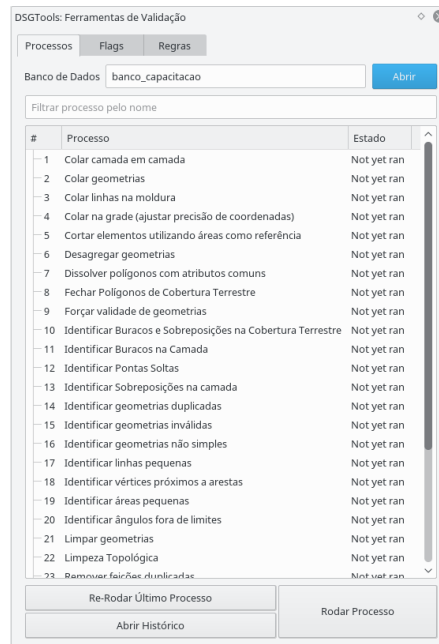 DSGTools: Ferramentas de Validação
Processos Flags Regras
Banco de Dados banco_capacitacao Abrir
Filtrar processo pelo nome
# Processo Estado
1 Colar camada em camada Not yet ran
2 Colar geometrias Not yet ran
3 Colar linhas na moldura Not yet ran
4 Colar na grade (ajustar precisão de coordenadas) Not yet ran
5 Cortar elementos utilizando áreas como referência Not yet ran
6 Desagregar geometrias Not yet ran
7 Dissolver polígonos com atributos comuns Not yet ran
8 Fechar Polígonos de Cobertura Terrestre Not yet ran
9 Forçar validade de geometrias Not yet ran
10 Identificar Buracos e Sobreposições na Cobertura Terrestre Not yet ran
11 Identificar Buracos na Camada Not yet ran
12 Identificar Pontas Soltas Not yet ran
13 Identificar Sobreposições na camada Not yet ran
14 Identificar geometrias duplicadas Not yet ran
15 Identificar geometrias inválidas Not yet ran
16 Identificar geometrias não simples Not yet ran
17 Identificar linhas pequenas Not yet ran
18 Identificar vértices próximos a arestas Not yet ran
19 Identificar áreas pequenas Not yet ran
20 Identificar ângulos fora de limites Not yet ran
21 Limpar geometrias Not yet ran
22 Limpeza Topológica Not yet ran
23 Remover feições duplicadas Not yet ran
Re-Rodar Último Processo
Rodar Processo
Abrir Histórico